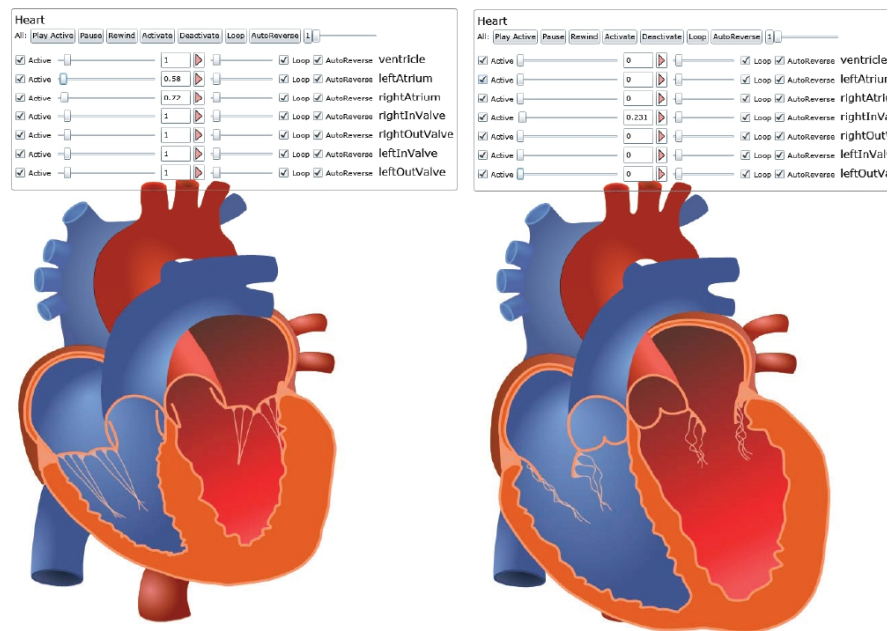 Heart
All: Play Active Pause Rewind Activate Deactivate Loop AutoReverse 1
Active 1 Loop AutoReverse ventricle
Active 0.58 Loop AutoReverse leftAtrium
Active 0.72 Loop AutoReverse rightAtrium
Active 1 Loop AutoReverse rightInValve
Active 1 Loop AutoReverse rightOutValve
Active 1 Loop AutoReverse leftInValve
Active 1 Loop AutoReverse leftOutValve
Heart
All: Play Active Pause Rewind Activate Deactivate Loop AutoReverse 1
Active 0 Loop AutoReverse ventricle
Active 0 Loop AutoReverse leftAtrium
Active 0 Loop AutoReverse rightAtriu
Active 0.231 Loop AutoReverse rightInVa
Active 0 Loop AutoReverse rightOut
Active 0 Loop AutoReverse leftInVal
Active 0 Loop AutoReverse leftOutVa